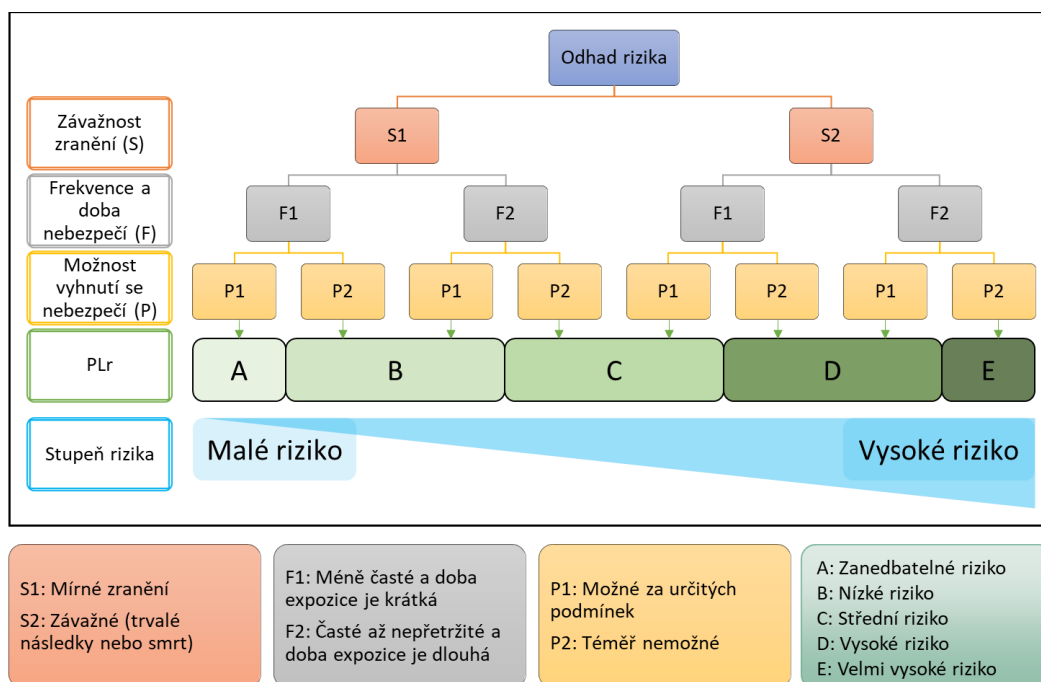 Odhad rizika
Závažnost
zranění (S)
S1
S2
Frekvence a
doba
nebezpečí (F)
F1
F2
F1
F2
Možnost
vyhnutí se
nebezpečí (P)
P1
P2
P1
P2
P1
P2
P1
P2
PLr
A
B
C
D
E
Stupeň rizika
Malé riziko
Vysoké riziko
S1: Mírné zranění
S2: Závažné (trvalé
následky nebo smrt)
F1: Méně časté a doba
expozice je krátká
F2: Časté až nepřetržité a
doba expozice je dlouhá
P1: Možné za určitých
podmínek
P2: Téměř nemožné
A: Zanedbatelné riziko
B: Nízké riziko
C: Střední riziko
D: Vysoké riziko
E: Velmi vysoké riziko